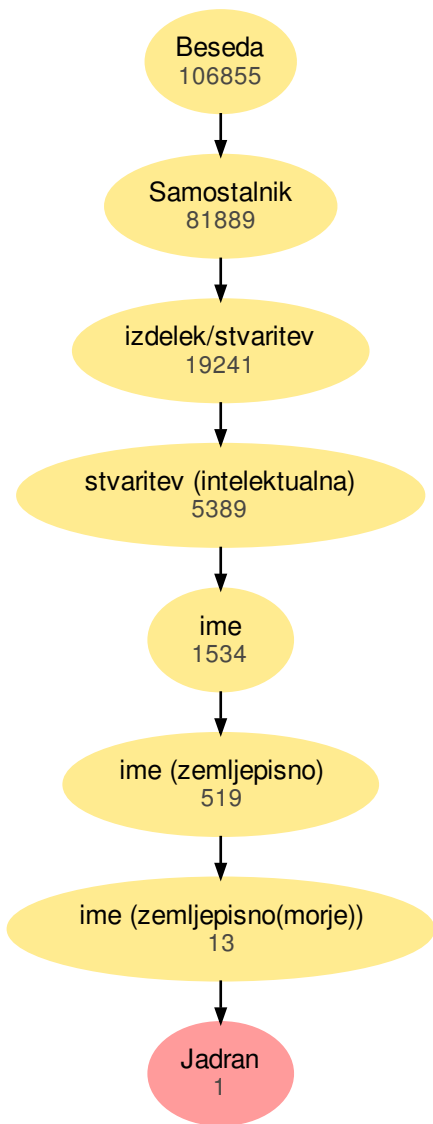 Beseda
106855
Samostalnik
81889
izdelek/stvaritev
19241
stvaritev (intelektualna)
5389
ime
1534
ime (zemljepisno)
519
ime (zemljepisno(morje))
13
Jadran
1